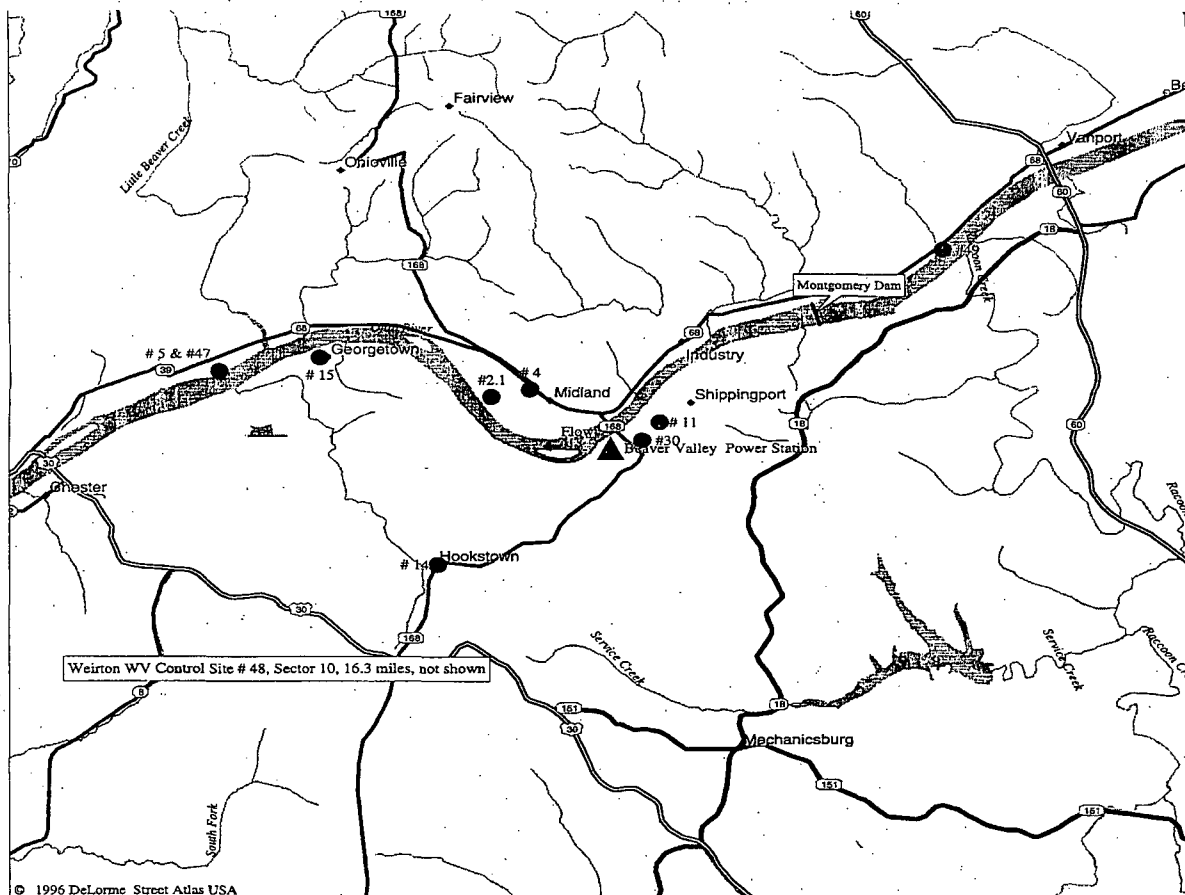 168
60
Fairview
Be
Little Beaver Creek
Vanport
68
60
18
168
Montgomery Dam
68
River
Georgetown
68
Industry
# 5 & #47
39
# 15
#2.1
# 4
Midland
Shippingport
# 11
168
#30
18
Flow
Beaver Valley Power Station
60
30
Chester
Hookstown
# 14
30
168
Service Creek
Service Creek
Weirton WV Control Site # 48, Sector 10, 16.3 miles, not shown
8
151
18
30
Mechanicsburg
151
151
South Fork
© 1996 DeLorme Street Atlas USA